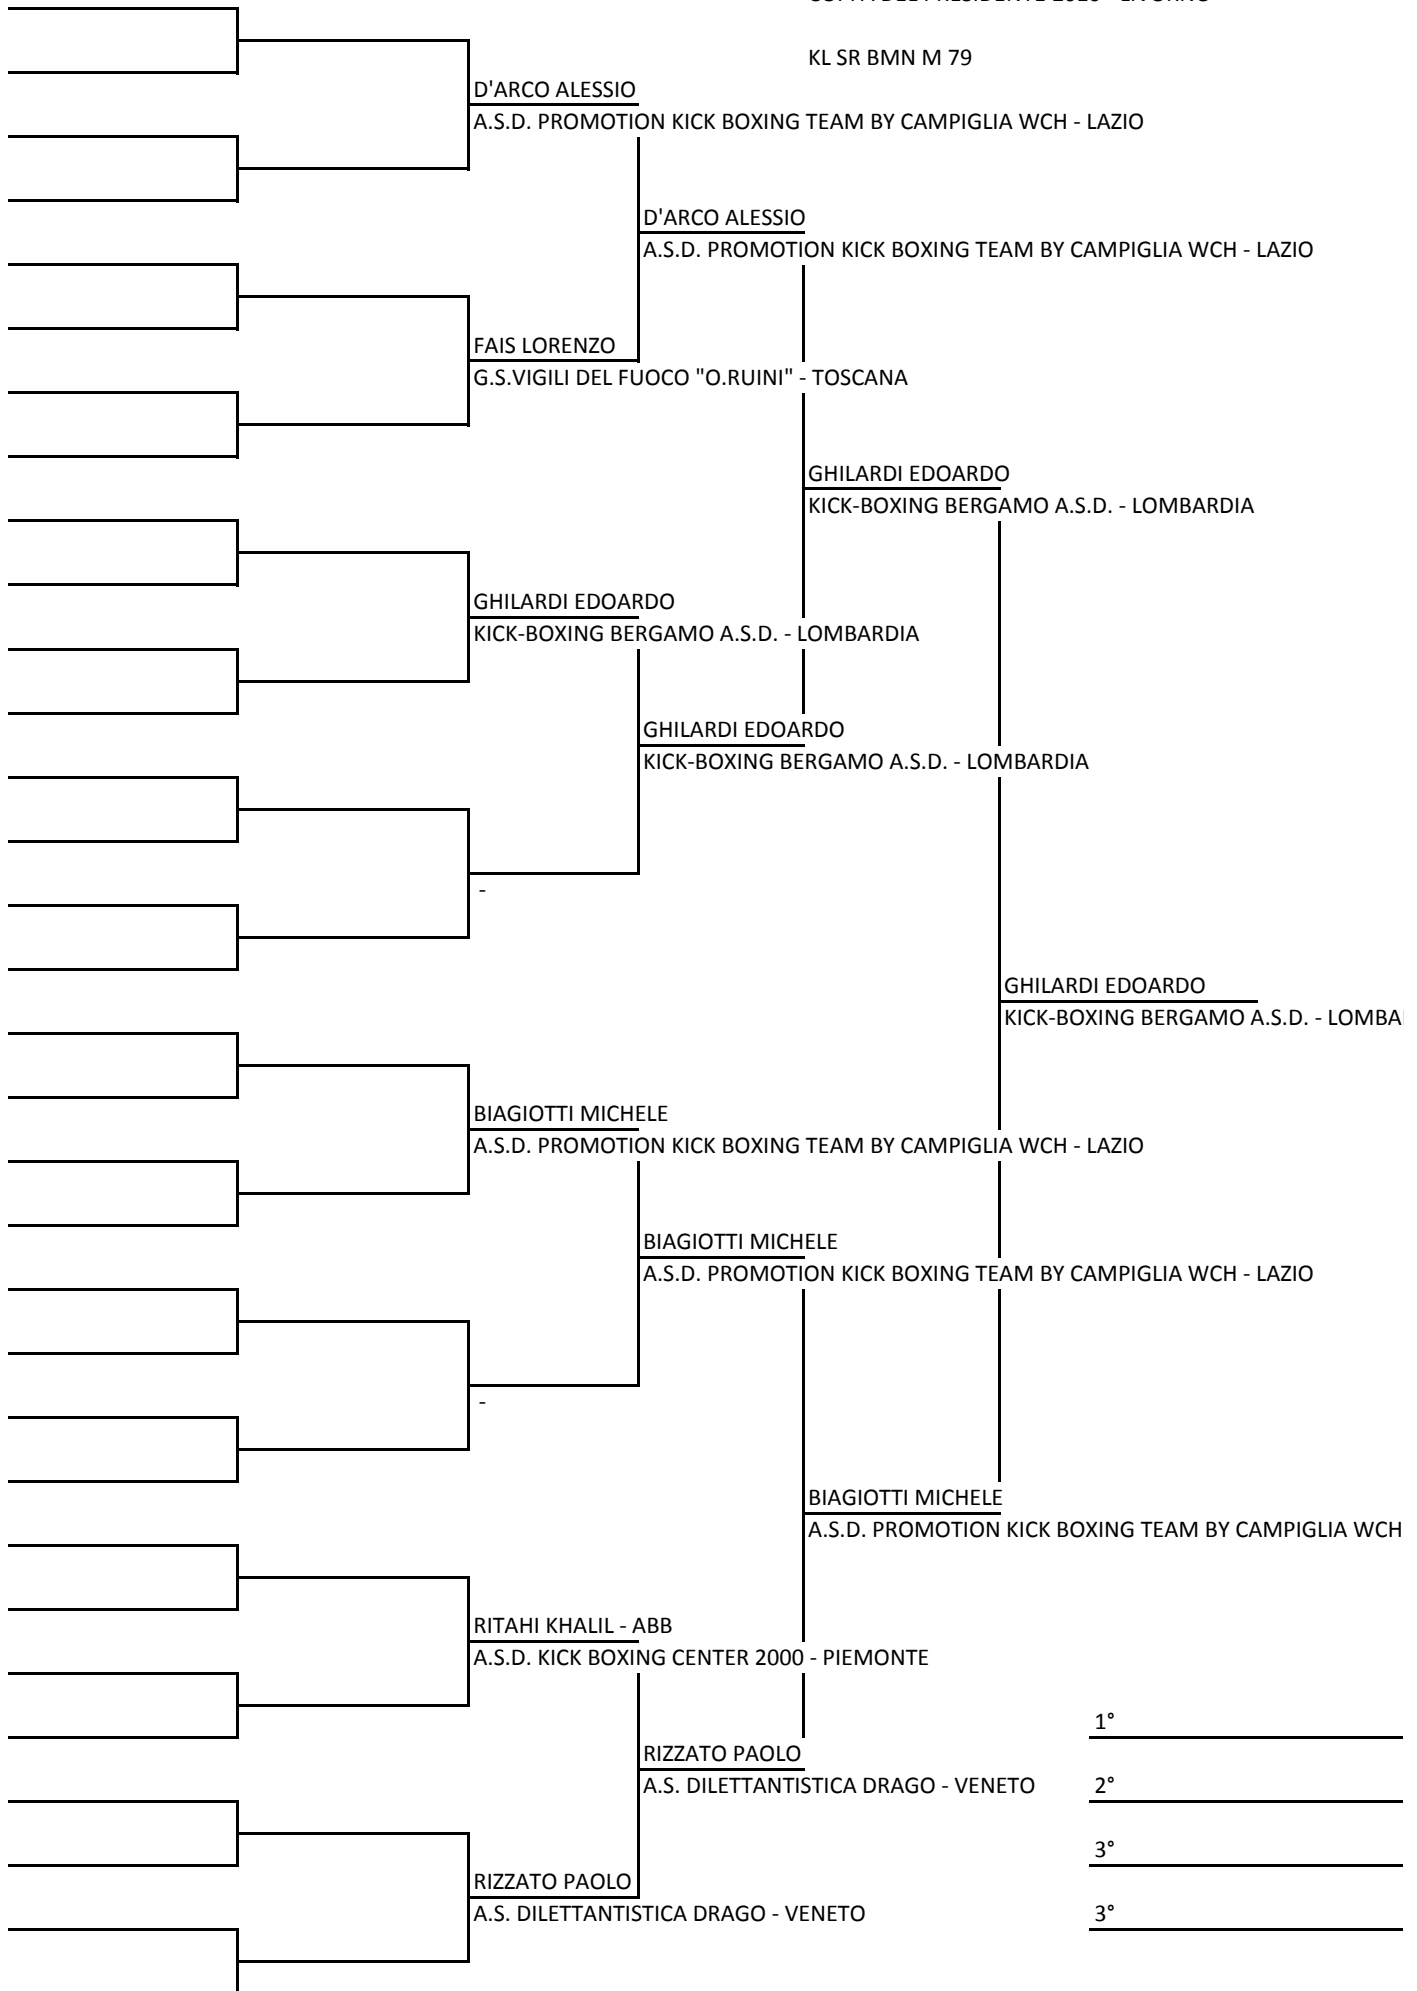 KL SR BMN M 79
D'ARCO ALESSIO
A.S.D. PROMOTION KICK BOXING TEAM BY CAMPIGLIA WCH - LAZIO
D'ARCO ALESSIO
A.S.D. PROMOTION KICK BOXING TEAM BY CAMPIGLIA WCH - LAZIO
FAIS LORENZO
G.S.VIGILI DEL FUOCO "O.RUINI" - TOSCANA
GHILARDI EDOARDO
KICK-BOXING BERGAMO A.S.D. - LOMBARDIA
GHILARDI EDOARDO
KICK-BOXING BERGAMO A.S.D. - LOMBARDIA
GHILARDI EDOARDO
KICK-BOXING BERGAMO A.S.D. - LOMBARDIA
-
GHILARDI EDOARDO
KICK-BOXING BERGAMO A.S.D. - LOMBA
BIAGIOTTI MICHELE
A.S.D. PROMOTION KICK BOXING TEAM BY CAMPIGLIA WCH - LAZIO
BIAGIOTTI MICHELE
A.S.D. PROMOTION KICK BOXING TEAM BY CAMPIGLIA WCH - LAZIO
-
BIAGIOTTI MICHELE
A.S.D. PROMOTION KICK BOXING TEAM BY CAMPIGLIA WCH
RITAHI KHALIL - ABB
A.S.D. KICK BOXING CENTER 2000 - PIEMONTE
1°
RIZZATO PAOLO
A.S. DILETTANTISTICA DRAGO - VENETO
2°
3°
RIZZATO PAOLO
A.S. DILETTANTISTICA DRAGO - VENETO
3°